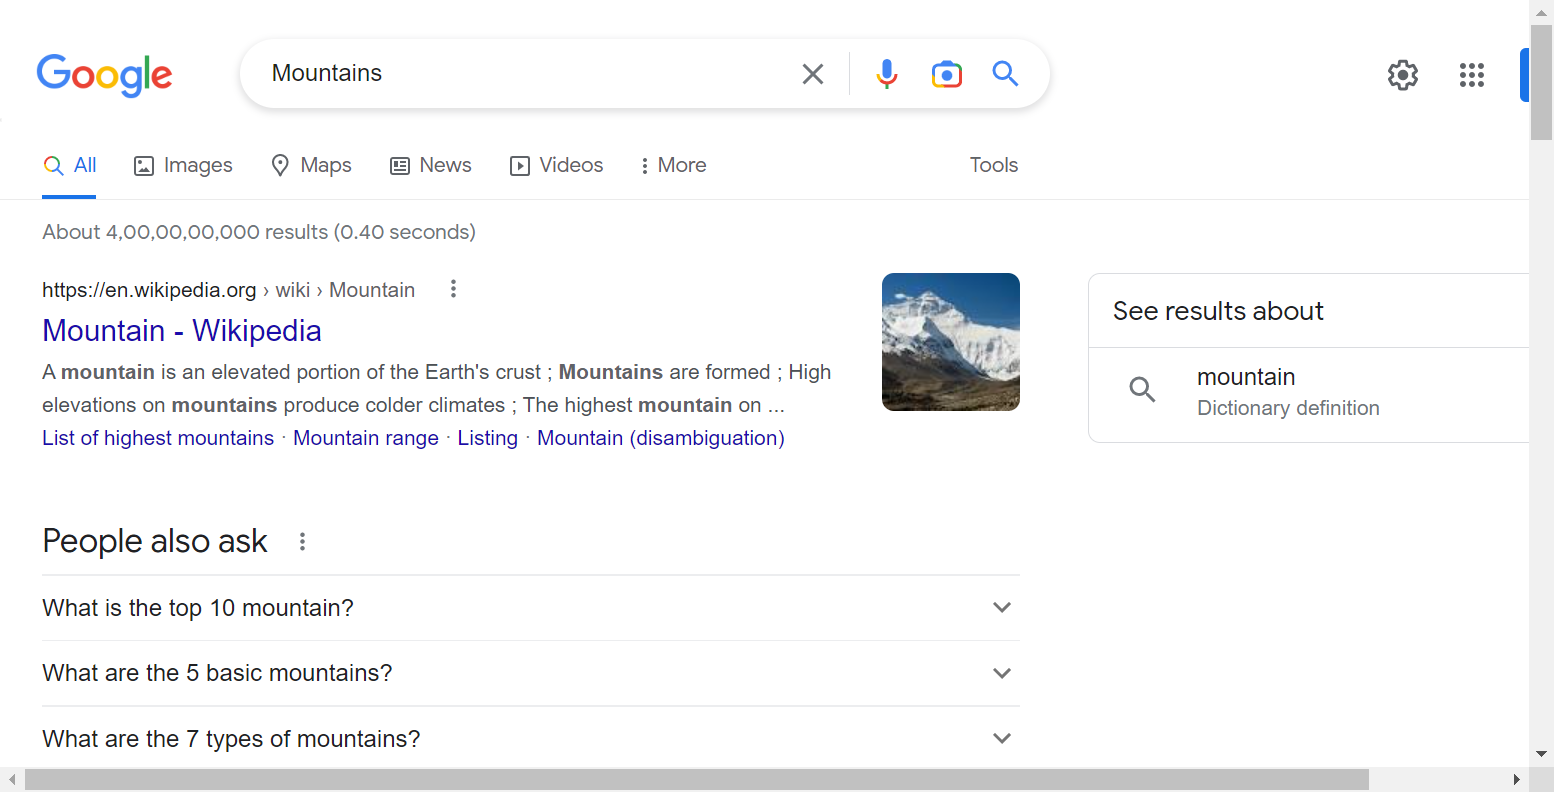 Google
Mountains
All Images Maps News Videos More Tools
About 4,00,00,00,000 results (0.40 seconds)
https://en.wikipedia.org › wiki › Mountain
Mountain - Wikipedia
A mountain is an elevated portion of the Earth's crust ; Mountains are formed ; High
elevations on mountains produce colder climates ; The highest mountain on ...
List of highest mountains · Mountain range · Listing · Mountain (disambiguation)
See results about
mountain
Dictionary definition
People also ask
What is the top 10 mountain?
What are the 5 basic mountains?
What are the 7 types of mountains?